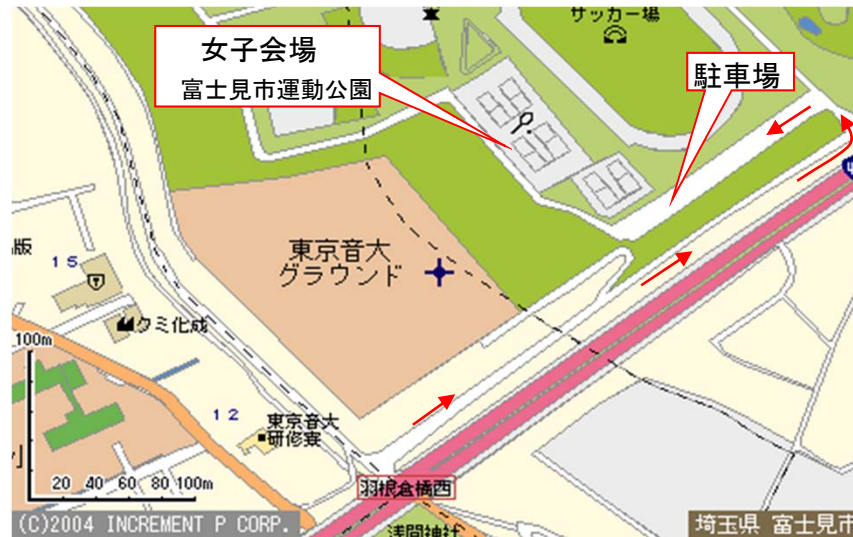 サッカー場
女子会場
富士見市運動公園
駐車場
東京音大
グラウンド
版
15
クミ化成
100m
12
東京音大
研修寮
20 40 60 80 100m
羽根倉橋西
(C)2004 INCREMENT P CORP.
浅間神社
埼玉県 富士見市